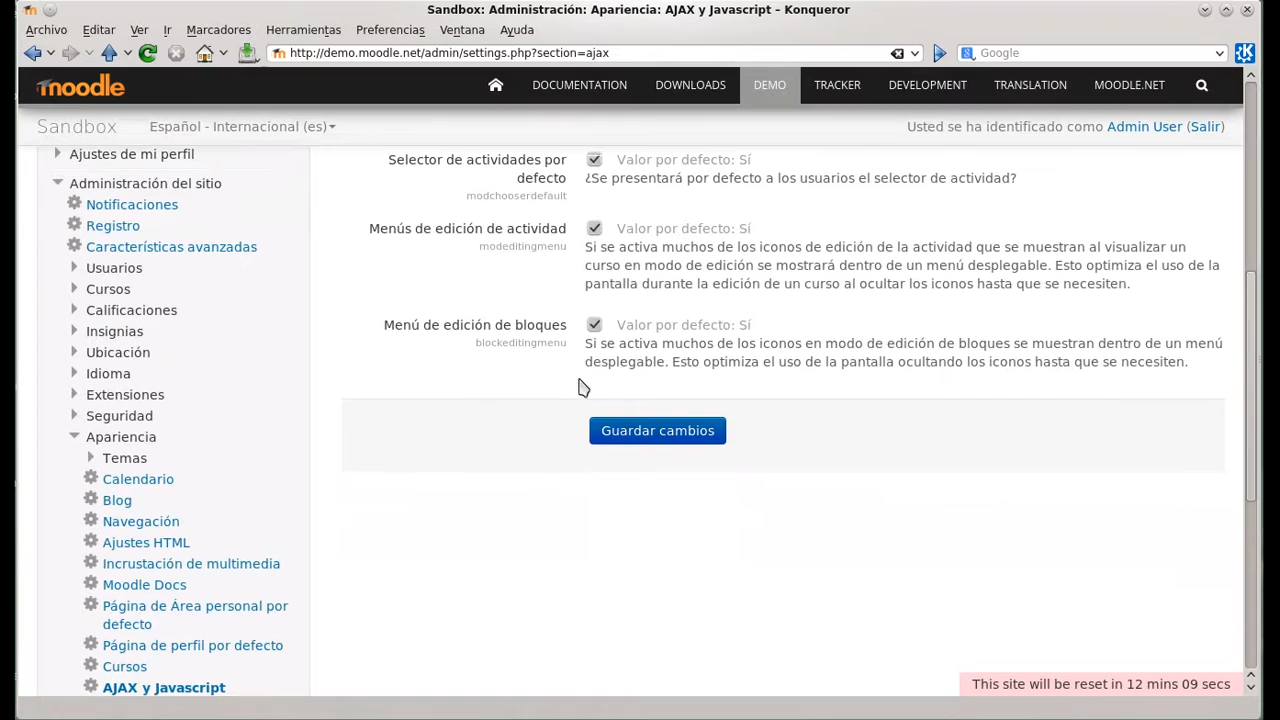 Sandbox: Administración: Apariencia: AJAX y Javascript – Konqueror
Archivo Editar Ver Ir Marcadores Herramientas Preferencias Ventana Ayuda
http://demo.moodle.net/admin/settings.php?section=ajax
Google
moodle
DOCUMENTATION DOWNLOADS DEMO TRACKER DEVELOPMENT TRANSLATION MOODLE.NET
Sandbox Español - Internacional (es) Usted se ha identificado como Admin User (Salir)
Ajustes de mi perfil
Administración del sitio
Notificaciones
Registro
Características avanzadas
Usuarios
Cursos
Calificaciones
Insignias
Ubicación
Idioma
Extensiones
Seguridad
Apariencia
Temas
Calendario
Blog
Navegación
Ajustes HTML
Incrustación de multimedia
Moodle Docs
Página de Área personal por
defecto
Página de perfil por defecto
Cursos
AJAX y Javascript
Selector de actividades por
defecto
modchooserdefault
Valor por defecto: Sí
¿Se presentará por defecto a los usuarios el selector de actividad?
Menús de edición de actividad
modeditingmenu
Valor por defecto: Sí
Si se activa muchos de los iconos de edición de la actividad que se muestran al visualizar un
curso en modo de edición se mostrará dentro de un menú desplegable. Esto optimiza el uso de la
pantalla durante la edición de un curso al ocultar los iconos hasta que se necesiten.
Menú de edición de bloques
blockeditingmenu
Valor por defecto: Sí
Si se activa muchos de los iconos en modo de edición de bloques se muestran dentro de un menú
desplegable. Esto optimiza el uso de la pantalla ocultando los iconos hasta que se necesiten.
Guardar cambios
This site will be reset in 12 mins 09 secs